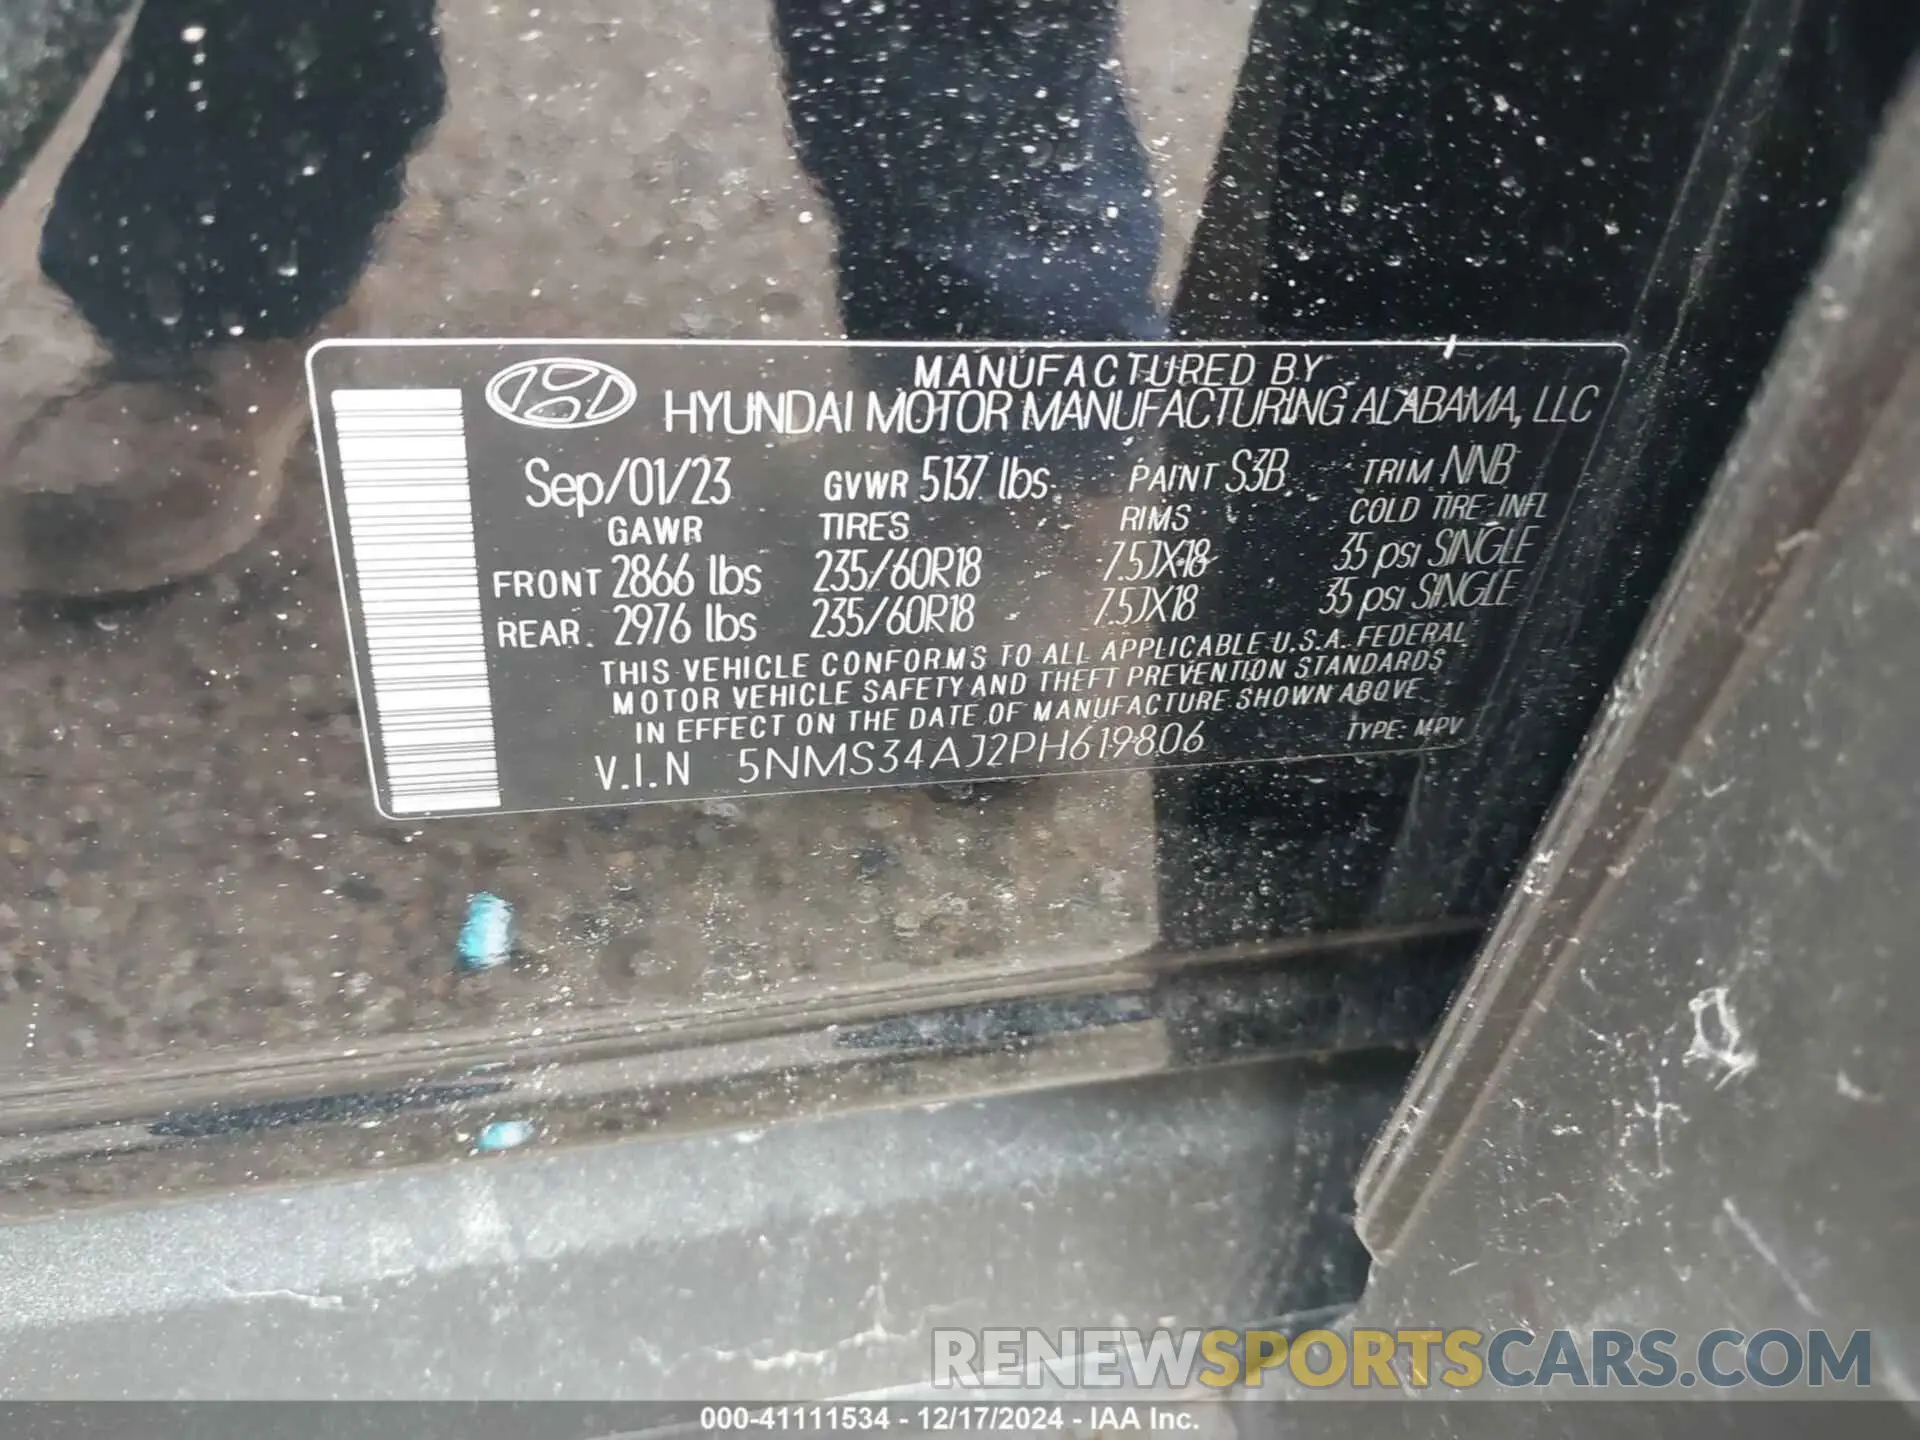 MANUFACTURED BY
HYUNDAI MOTOR MANUFACTURING ALABAMA, LLC
Sep/01/23 GVWR 5137 lbs PAINT S3B TRIM NNB
GAWR TIRES RIMS COLD TIRE INFL
FRONT 2866 lbs 235/60R18 7.5JX18 35 psi SINGLE
REAR 2976 lbs 235/60R18 7.5JX18 35 psi SINGLE
THIS VEHICLE CONFORMS TO ALL APPLICABLE U.S.A. FEDERAL
MOTOR VEHICLE SAFETY AND THEFT PREVENTION STANDARDS
IN EFFECT ON THE DATE OF MANUFACTURE SHOWN ABOVE
V.I.N 5NMS34AJ2PH619806 TYPE: MPV
RENEWSPORTSCARS.COM
000-41111534 - 12/17/2024 - IAA Inc.